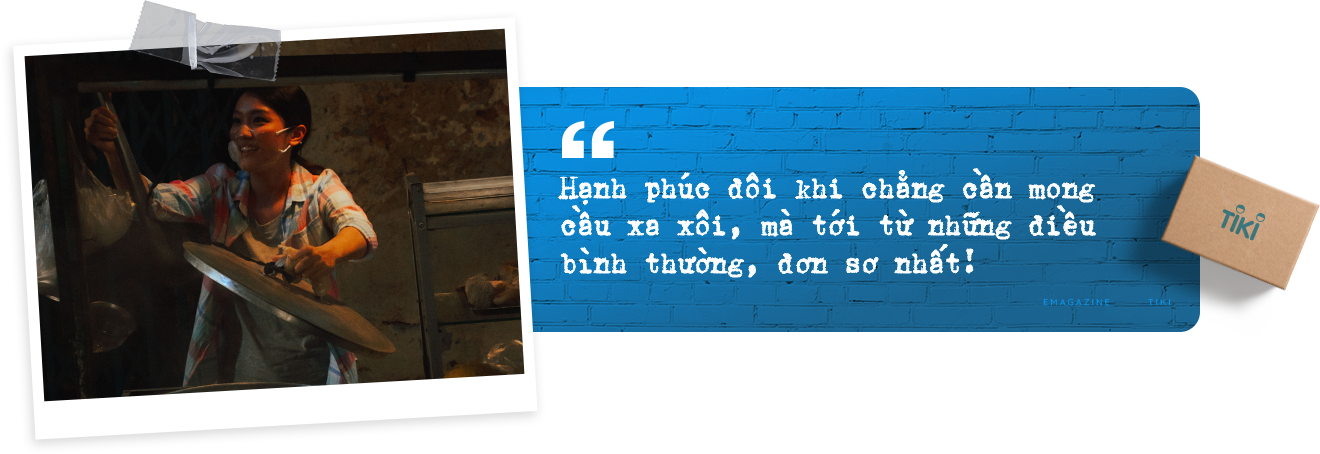 “
Hạnh phúc đôi khi chẳng cần mong
cầu xa xôi, mà tới từ những điều
bình thường, đơn sơ nhất!
EMAGAZINE TIKI
TIKI